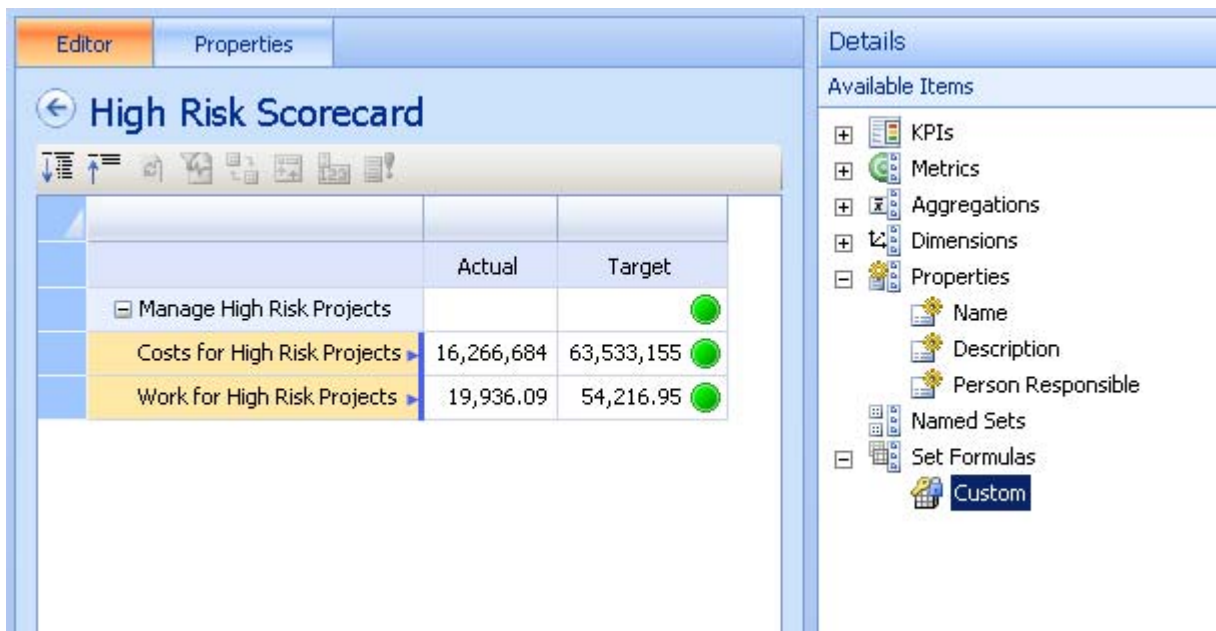 Editor
Properties
High Risk Scorecard
Actual
Target
Manage High Risk Projects
Costs for High Risk Projects
16,266,684
63,533,155
Work for High Risk Projects
19,936.09
54,216.95
Details
Available Items
KPIs
Metrics
Aggregations
Dimensions
Properties
Name
Description
Person Responsible
Named Sets
Set Formulas
Custom